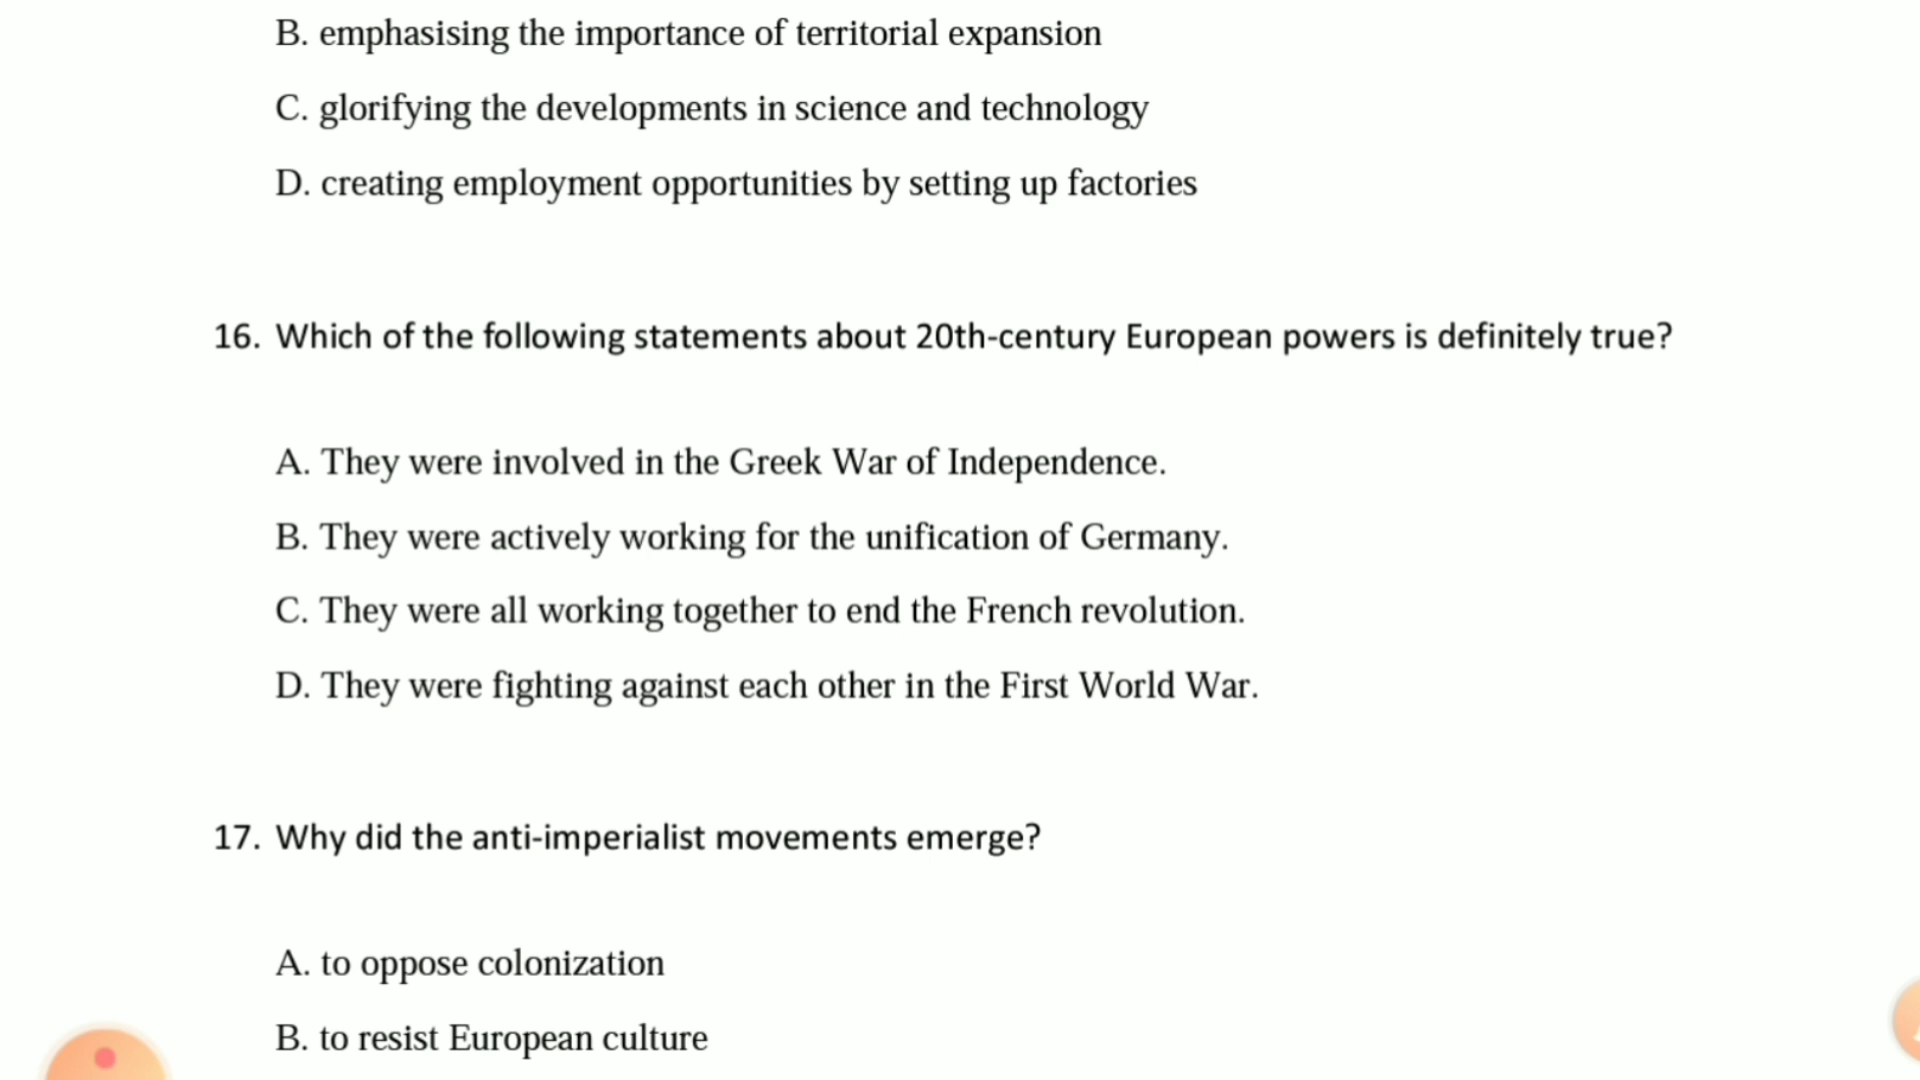 B. emphasising the importance of territorial expansion
C. glorifying the developments in science and technology
D. creating employment opportunities by setting up factories
16. Which of the following statements about 20th-century European powers is definitely true?
A. They were involved in the Greek War of Independence.
B. They were actively working for the unification of Germany.
C. They were all working together to end the French revolution.
D. They were fighting against each other in the First World War.
17. Why did the anti-imperialist movements emerge?
A. to oppose colonization
B. to resist European culture